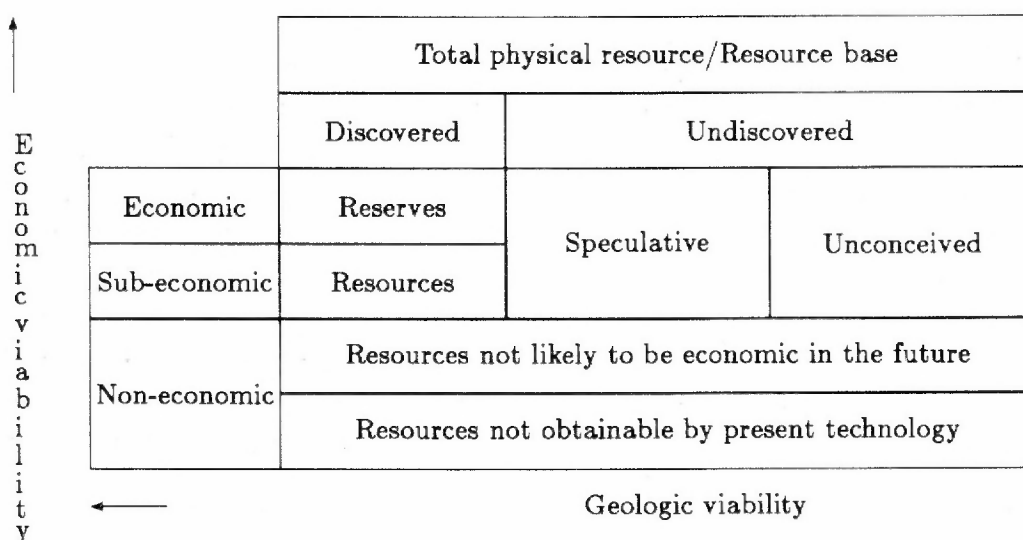 Total physical resource/Resource base
Discovered
Undiscovered
Economic
Reserves
Speculative
Unconceived
Sub-economic
Resources
Non-economic
Resources not likely to be economic in the future
Resources not obtainable by present technology
Geologic viability
Economic viability